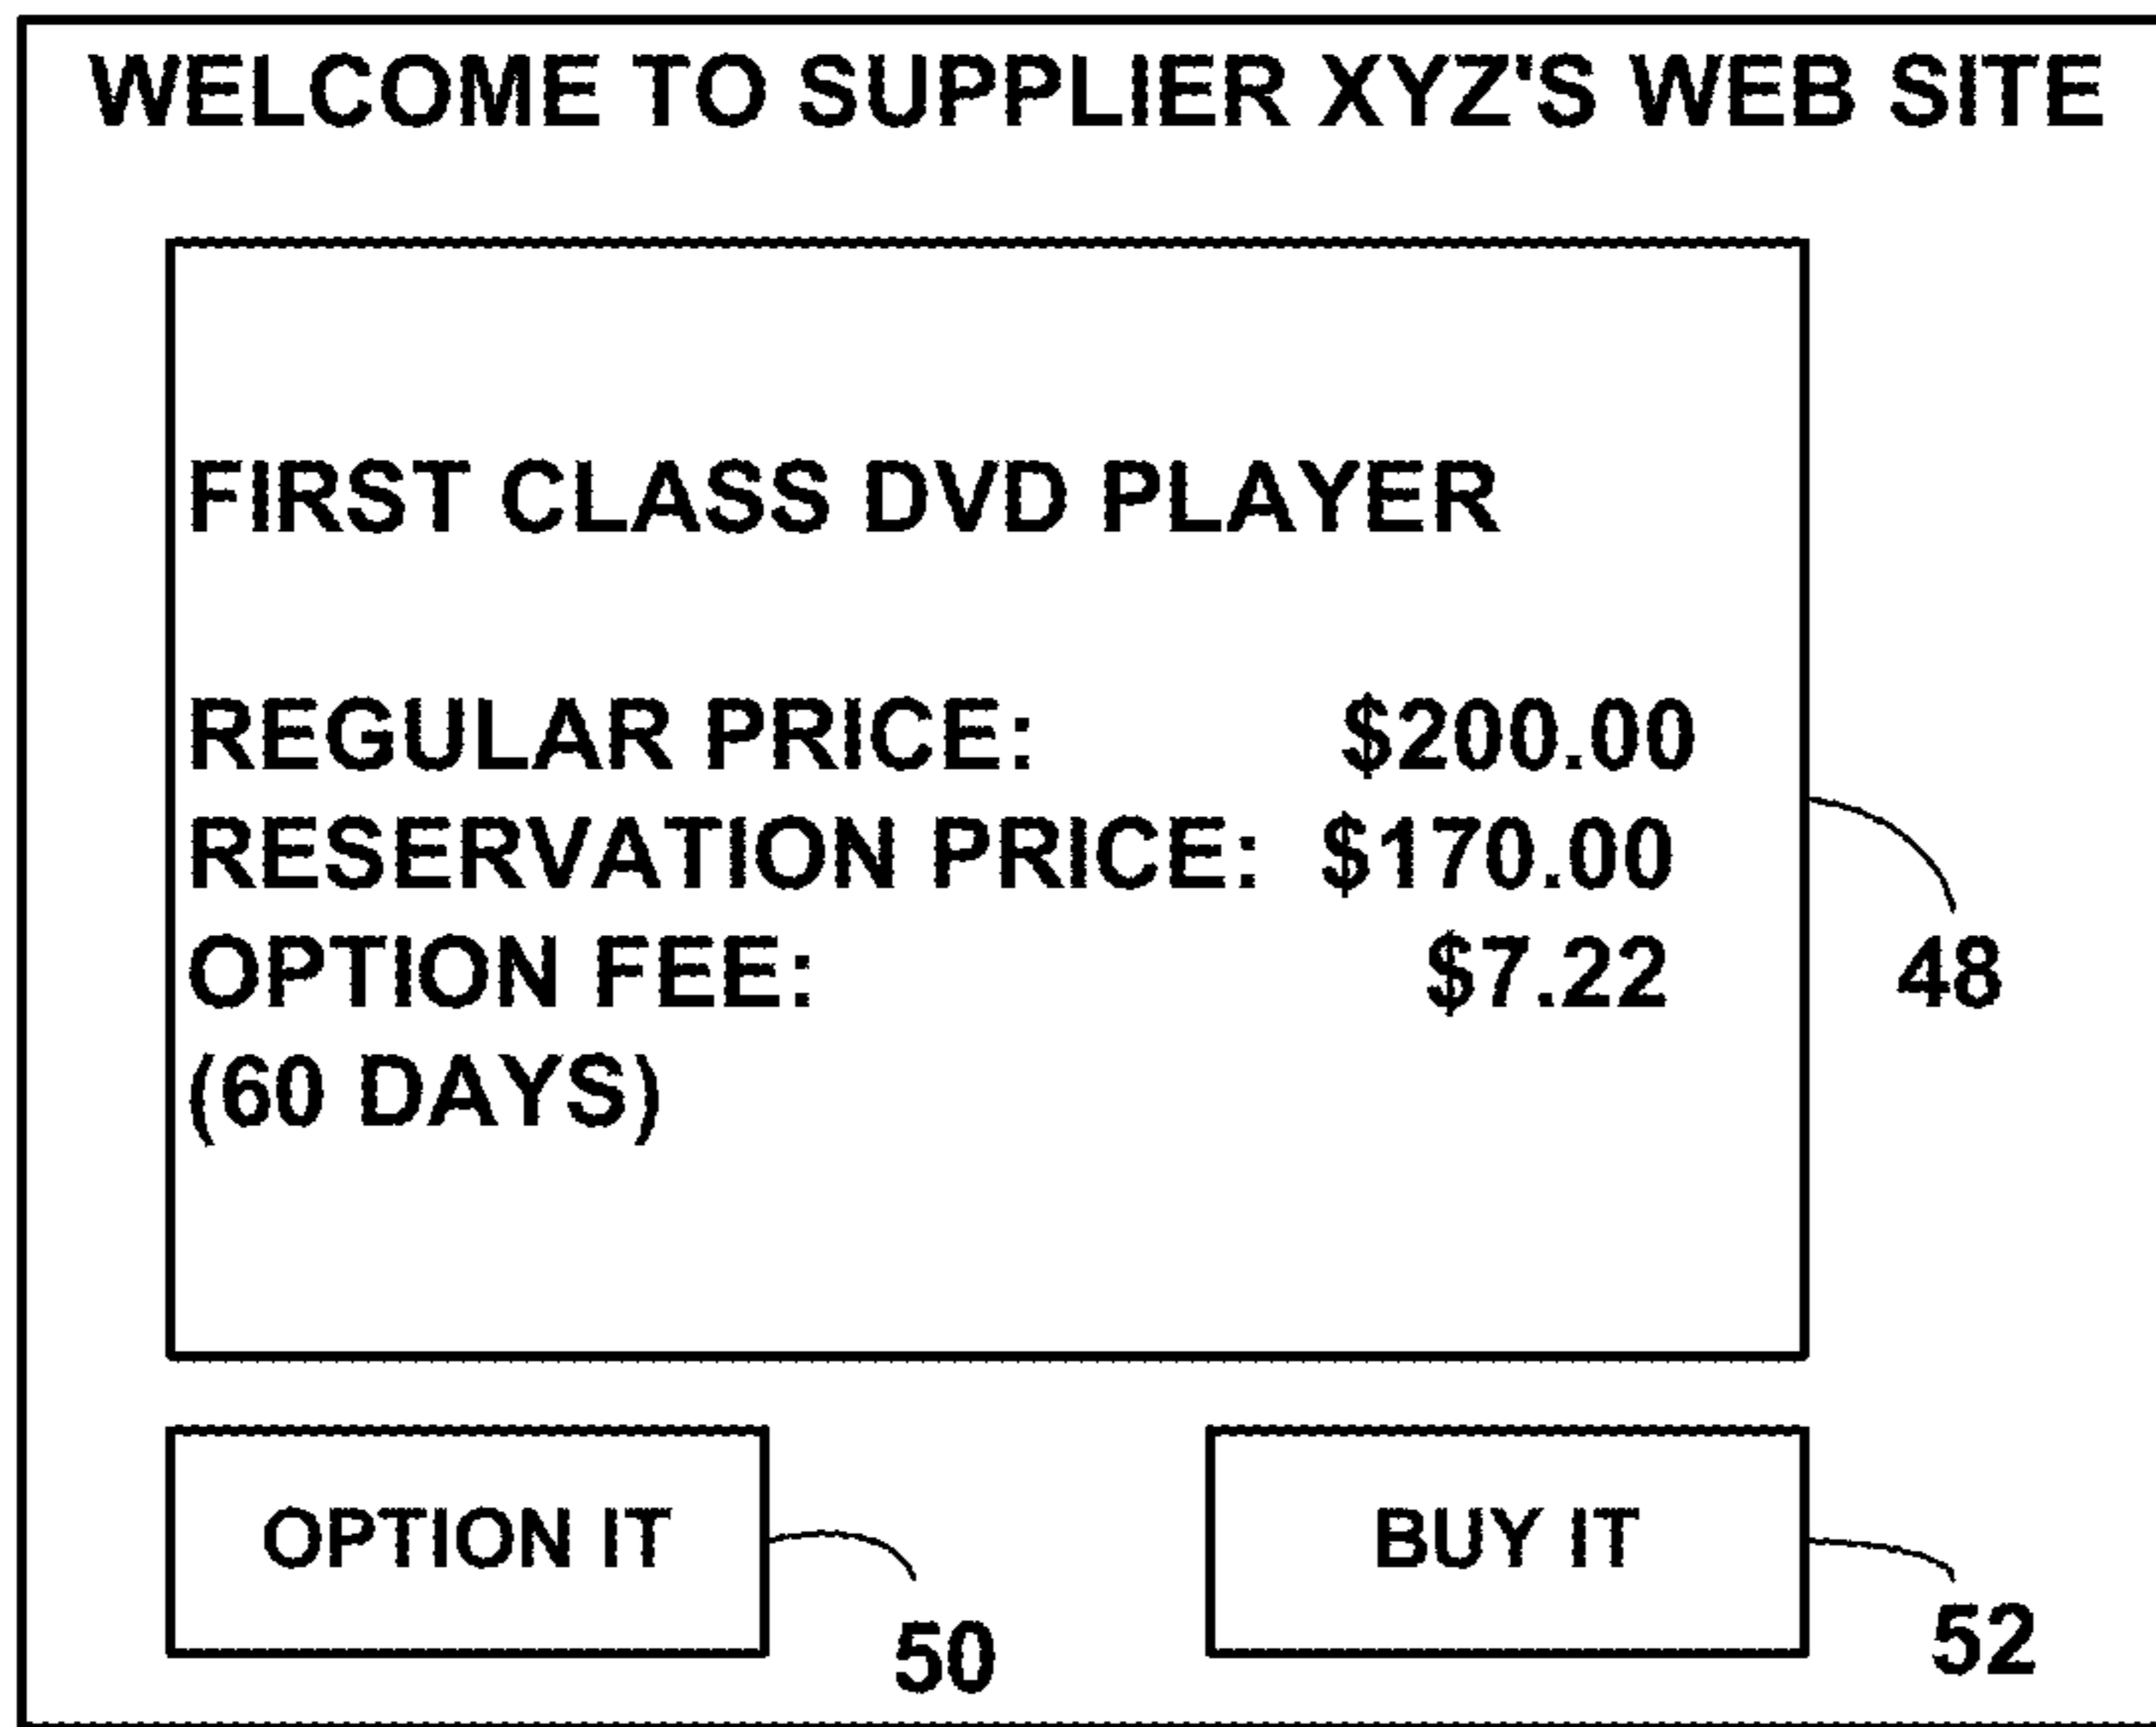 WELCOME TO SUPPLIER XYZ'S WEB SITE
FIRST CLASS DVD PLAYER
REGULAR PRICE: $200.00
RESERVATION PRICE: $170.00
OPTION FEE: $7.22
(60 DAYS)
48
OPTION IT
50
BUY IT
52